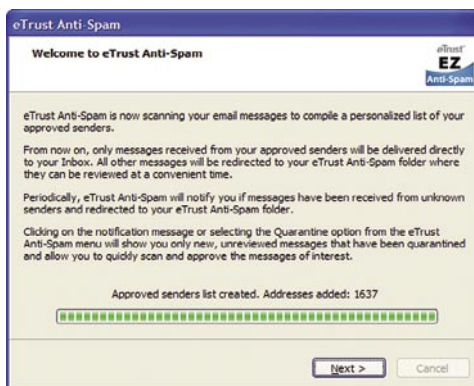 eTrust Anti-Spam
Welcome to eTrust Anti-Spam
eTrust
EZ
Anti-Spam
eTrust Anti-Spam is now scanning your email messages to compile a personalized list of your
approved senders.
From now on, only messages received from your approved senders will be delivered directly
to your Inbox. All other messages will be redirected to your eTrust Anti-Spam folder where
they can be reviewed at a convenient time.
Periodically, eTrust Anti-Spam will notify you if messages have been received from unknown
senders and redirected to your eTrust Anti-Spam folder.
Clicking on the notification message or selecting the Quarantine option from the eTrust
Anti-Spam menu will show you only new, unreviewed messages that have been quarantined
and allow you to quickly scan and approve the messages of interest.
Approved senders list created. Addresses added: 1637
Next >
Cancel